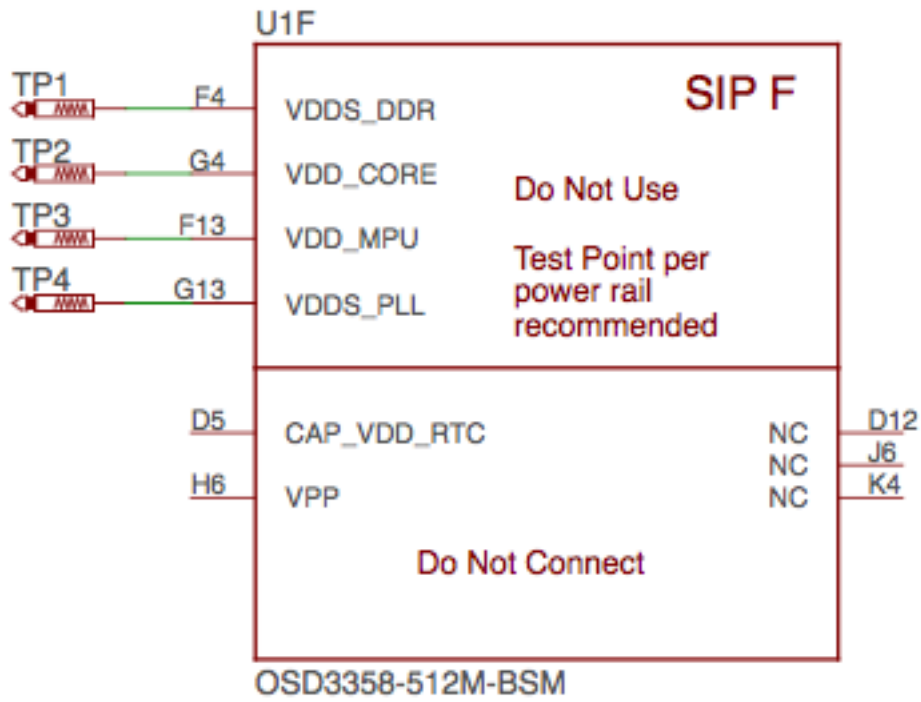 U1F
TP1 F4 VDDS_DDR SIP F
TP2 G4 VDD_CORE Do Not Use
TP3 F13 VDD_MPU Test Point per
power rail
TP4 G13 VDDS_PLL recommended
D5 CAP_VDD_RTC NC D12
NC J6
H6 VPP NC K4
Do Not Connect
OSD3358-512M-BSM